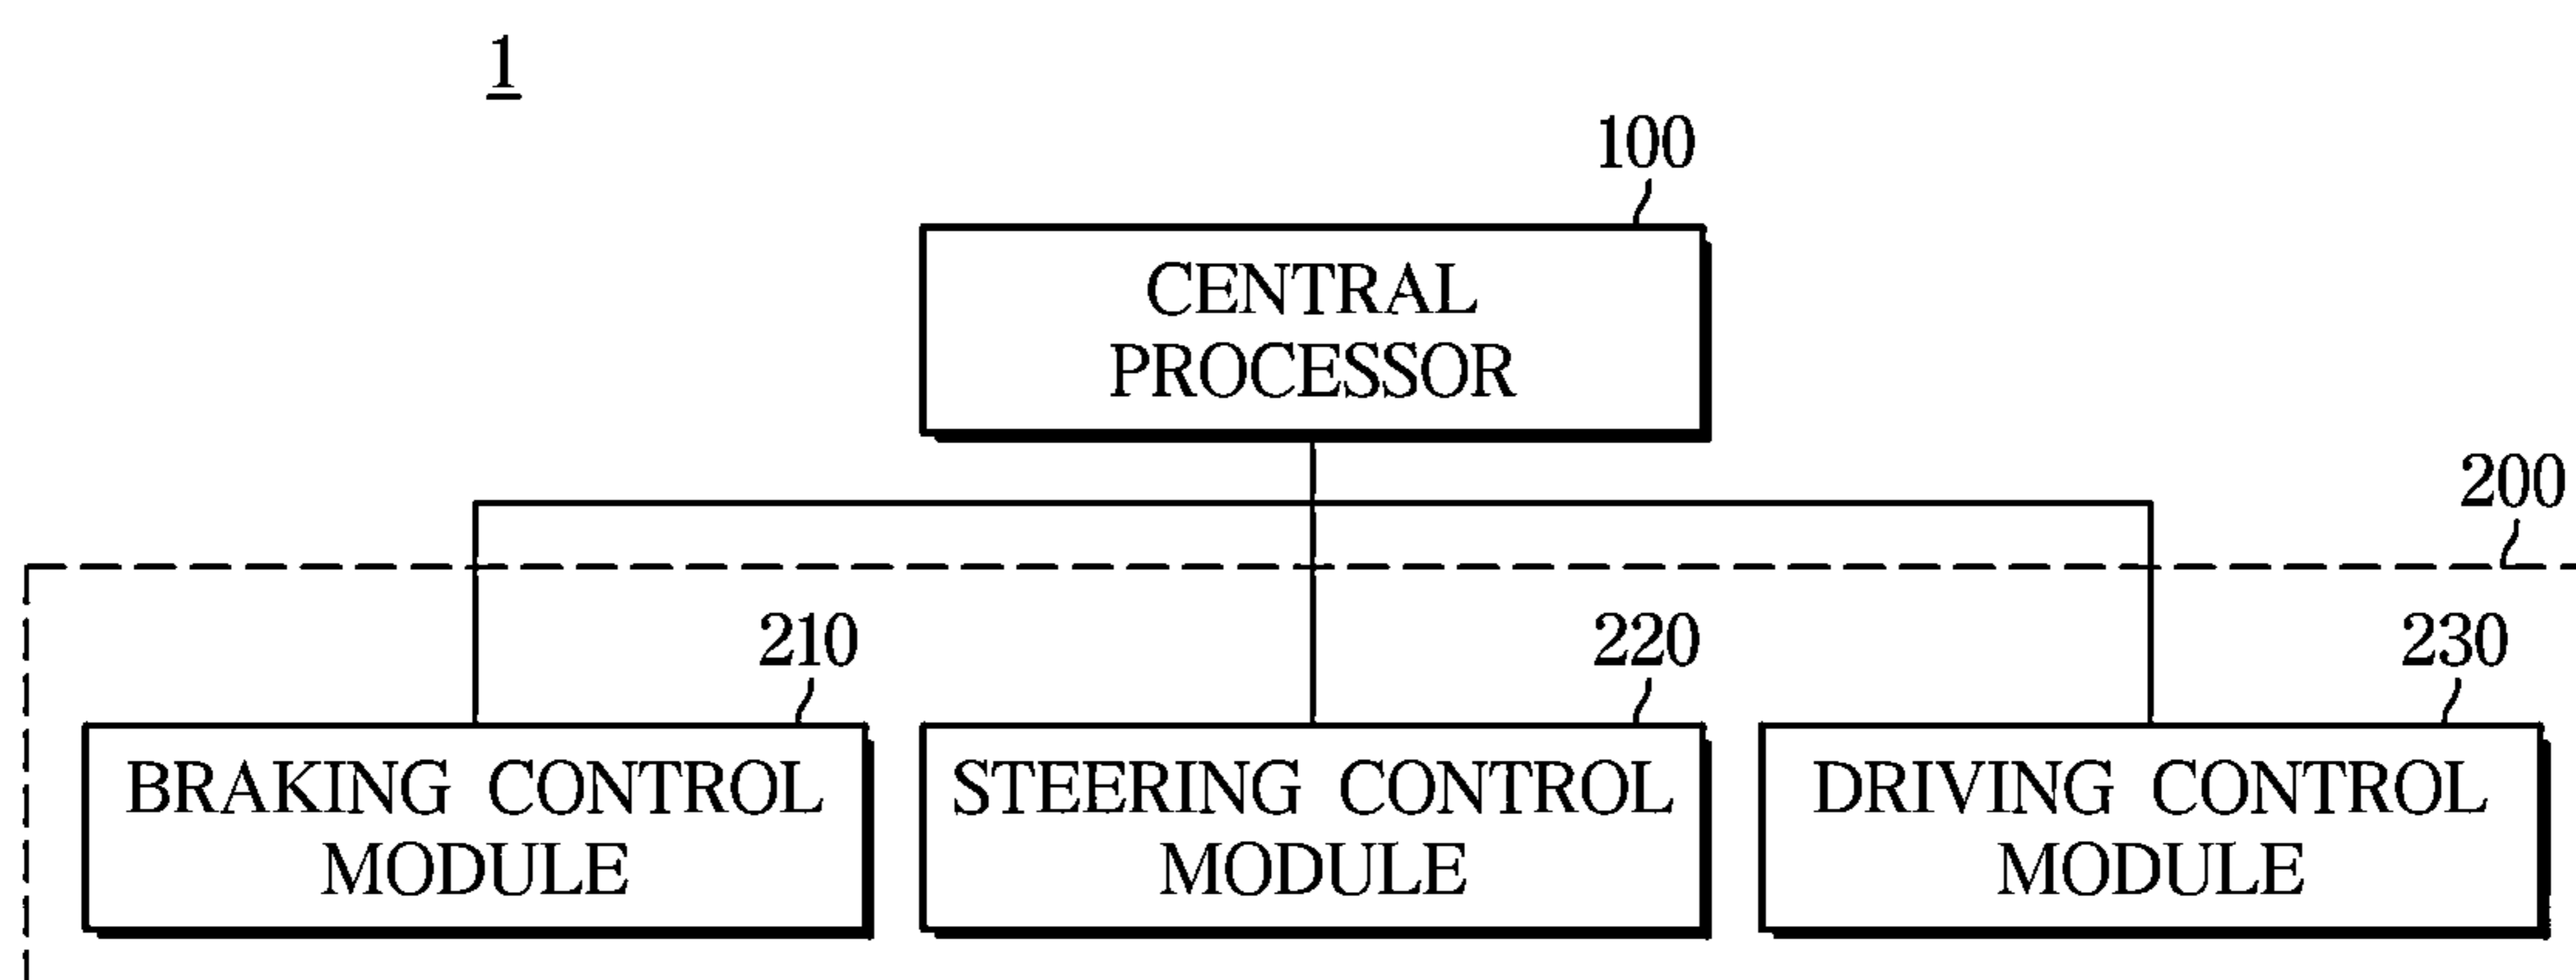 1
100
CENTRAL
PROCESSOR
200
210
220
230
BRAKING CONTROL
MODULE
STEERING CONTROL
MODULE
DRIVING CONTROL
MODULE